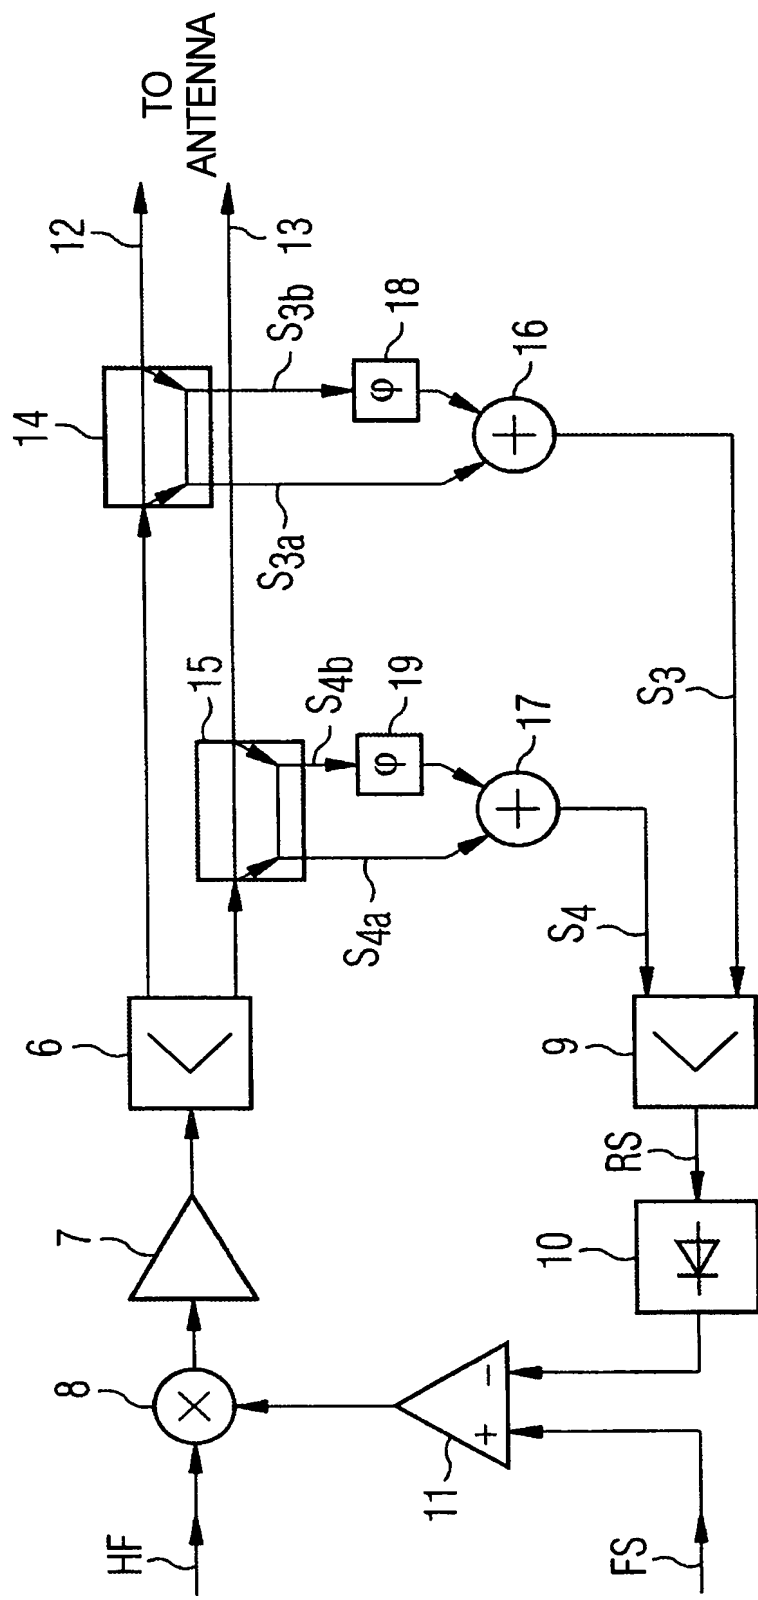 TO
ANTENNA
12
13
14
S3b
18
16
S3a
15
S4b
19
17
S3
S4a
S4
6
9
RS
7
10
8
11
+
−
HF
FS
φ
φ
+
+
×